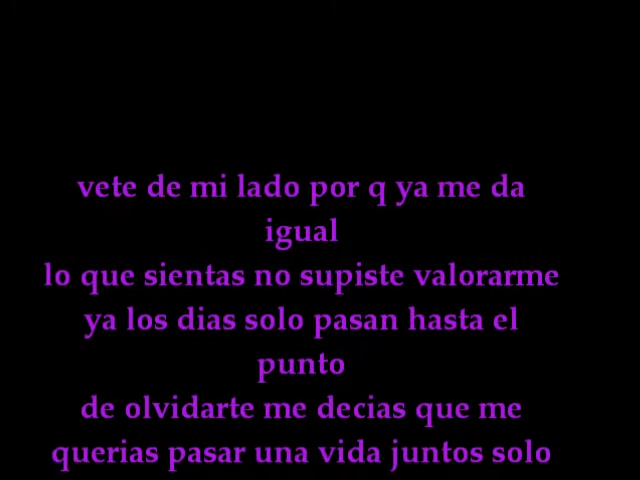 vete de mi lado por q ya me da
igual
lo que sientas no supiste valorarme
ya los dias solo pasan hasta el
punto
de olvidarte me decias que me
querias pasar una vida juntos solo